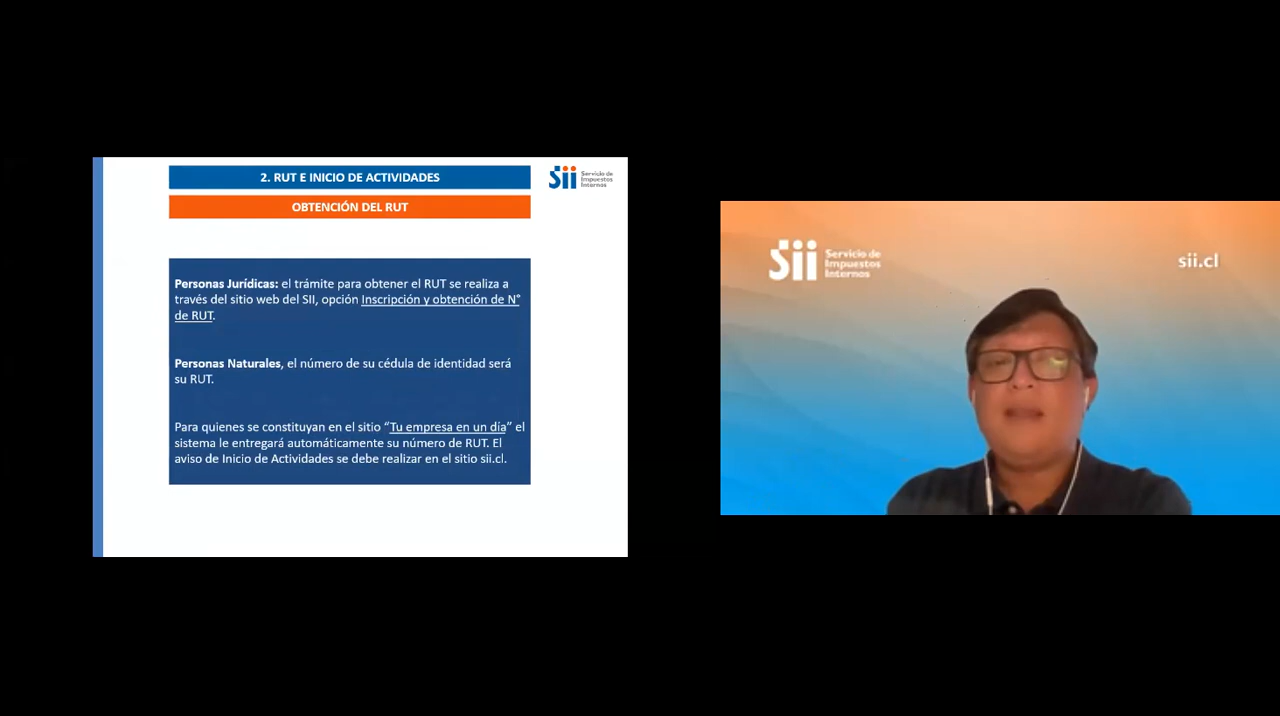 2. RUT E INICIO DE ACTIVIDADES
sii Servicio de
Impuestos
Internos
OBTENCIÓN DEL RUT
Personas Jurídicas: el trámite para obtener el RUT se realiza a
través del sitio web del SII, opción Inscripción y obtención de N°
de RUT.
Personas Naturales, el número de su cédula de identidad será
su RUT.
Para quienes se constituyan en el sitio “Tu empresa en un día” el
sistema le entregará automáticamente su número de RUT. El
aviso de Inicio de Actividades se debe realizar en el sitio sii.cl.
sii Servicio de
Impuestos
Internos
sii.cl